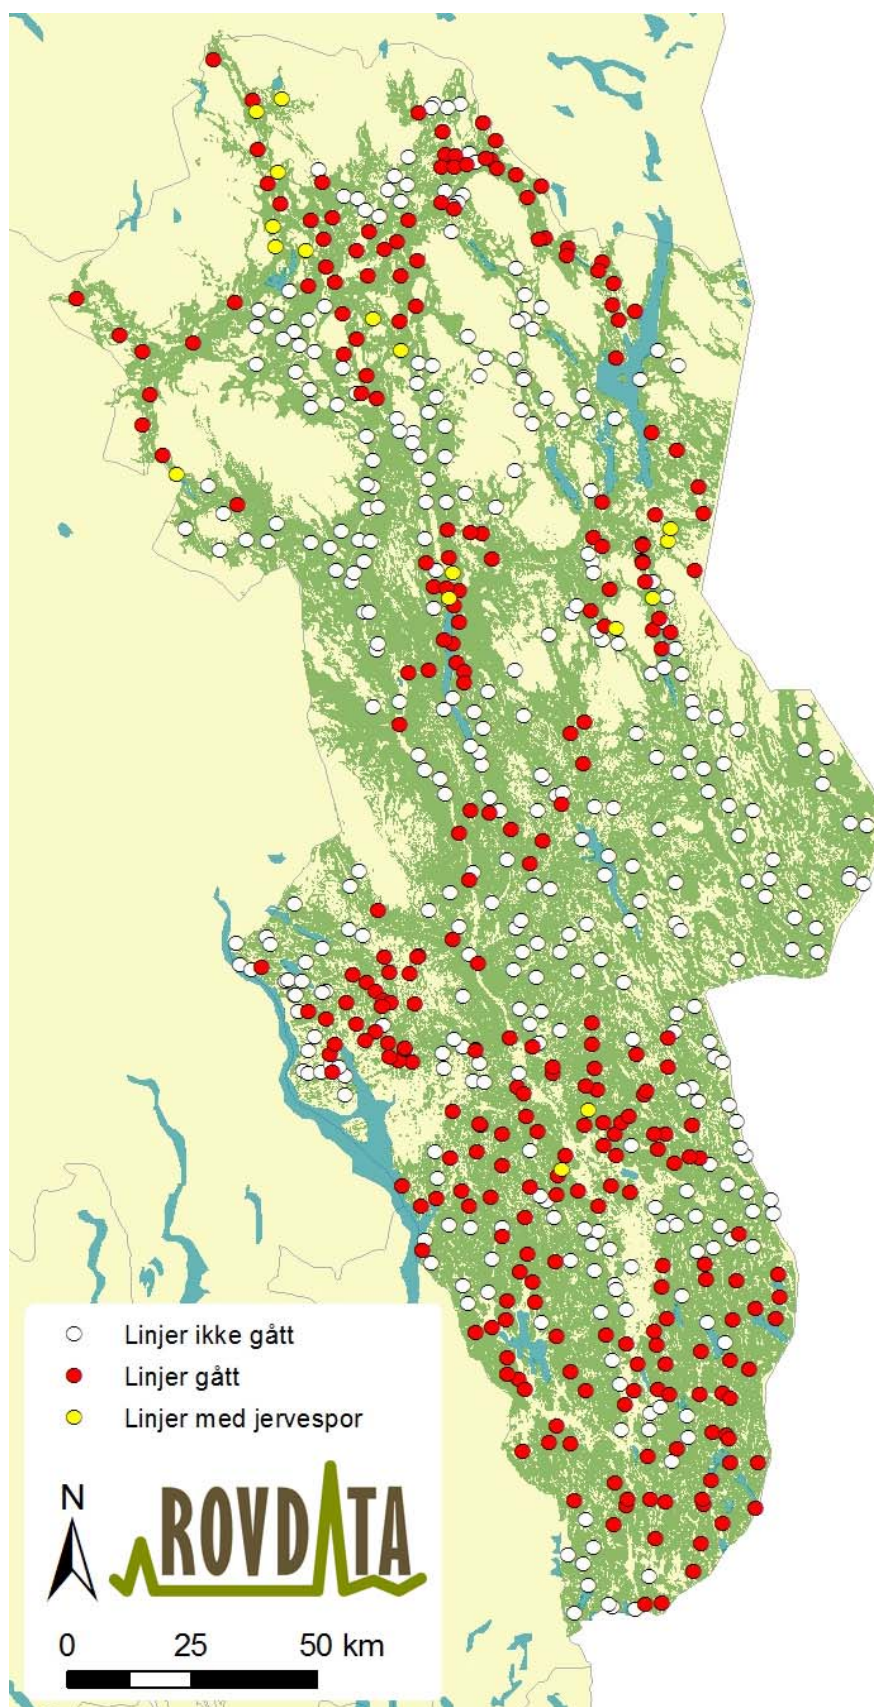 Linjer ikke gått
Linjer gått
Linjer med jervespor
N
ROVDATA
0 25 50 km